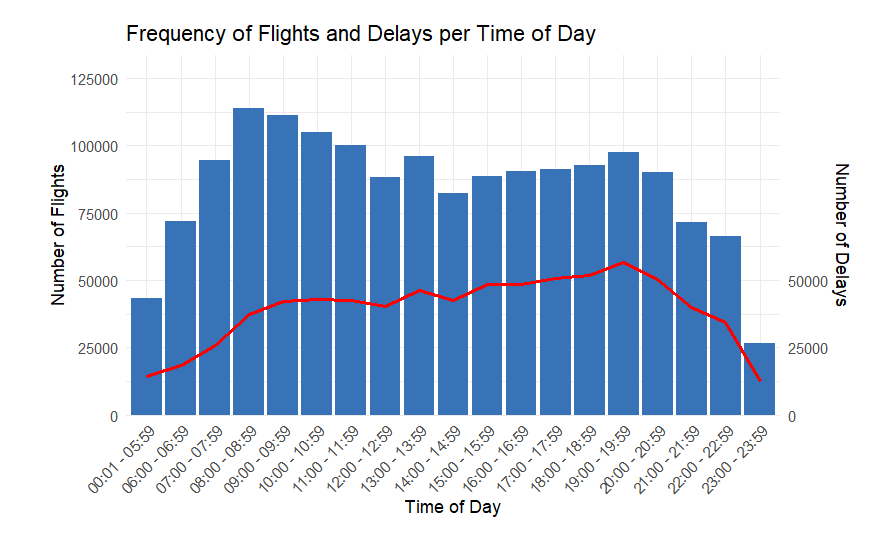 Frequency of Flights and Delays per Time of Day
125000
100000
75000
50000
25000
0
Number of Flights
50000
25000
0
Number of Delays
00:01 - 05:59
06:00 - 06:59
07:00 - 07:59
08:00 - 08:59
09:00 - 09:59
10:00 - 10:59
11:00 - 11:59
12:00 - 12:59
13:00 - 13:59
14:00 - 14:59
15:00 - 15:59
16:00 - 16:59
17:00 - 17:59
18:00 - 18:59
19:00 - 19:59
20:00 - 20:59
21:00 - 21:59
22:00 - 22:59
23:00 - 23:59
Time of Day